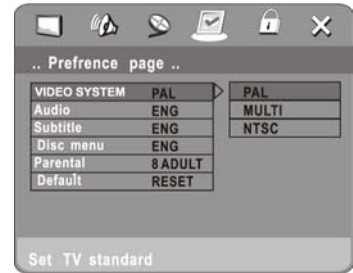 .. Prefrence page ..
VIDEO SYSTEM PAL PAL
Audio ENG MULTI
Subtitle ENG NTSC
Disc menu ENG
Parental 8 ADULT
Default RESET
Set TV standard